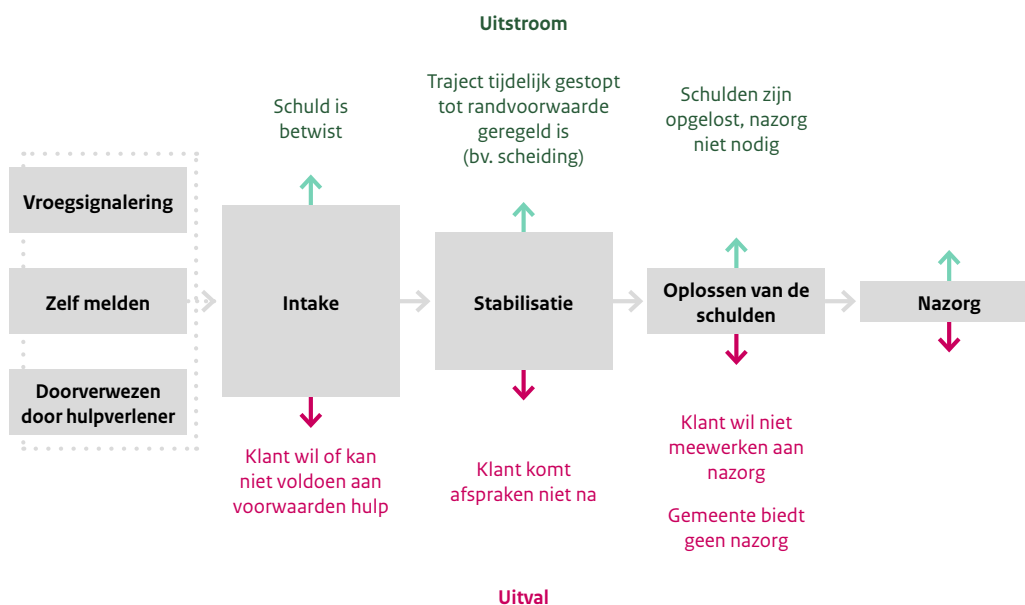 Uitstroom
Schuld is
betwist
Traject tijdelijk gestopt
tot randvoorwaarde
geregeld is
(bv. scheiding)
Schulden zijn
opgelost, nazorg
niet nodig
Vroegsignalering
Zelf melden
Doorverwezen
door hulpverlener
Intake
Stabilisatie
Oplossen van de
schulden
Nazorg
Klant wil of kan
niet voldoen aan
voorwaarden hulp
Klant komt
afspraken niet na
Klant wil niet
meewerken aan
nazorg
Gemeente biedt
geen nazorg
Uitval